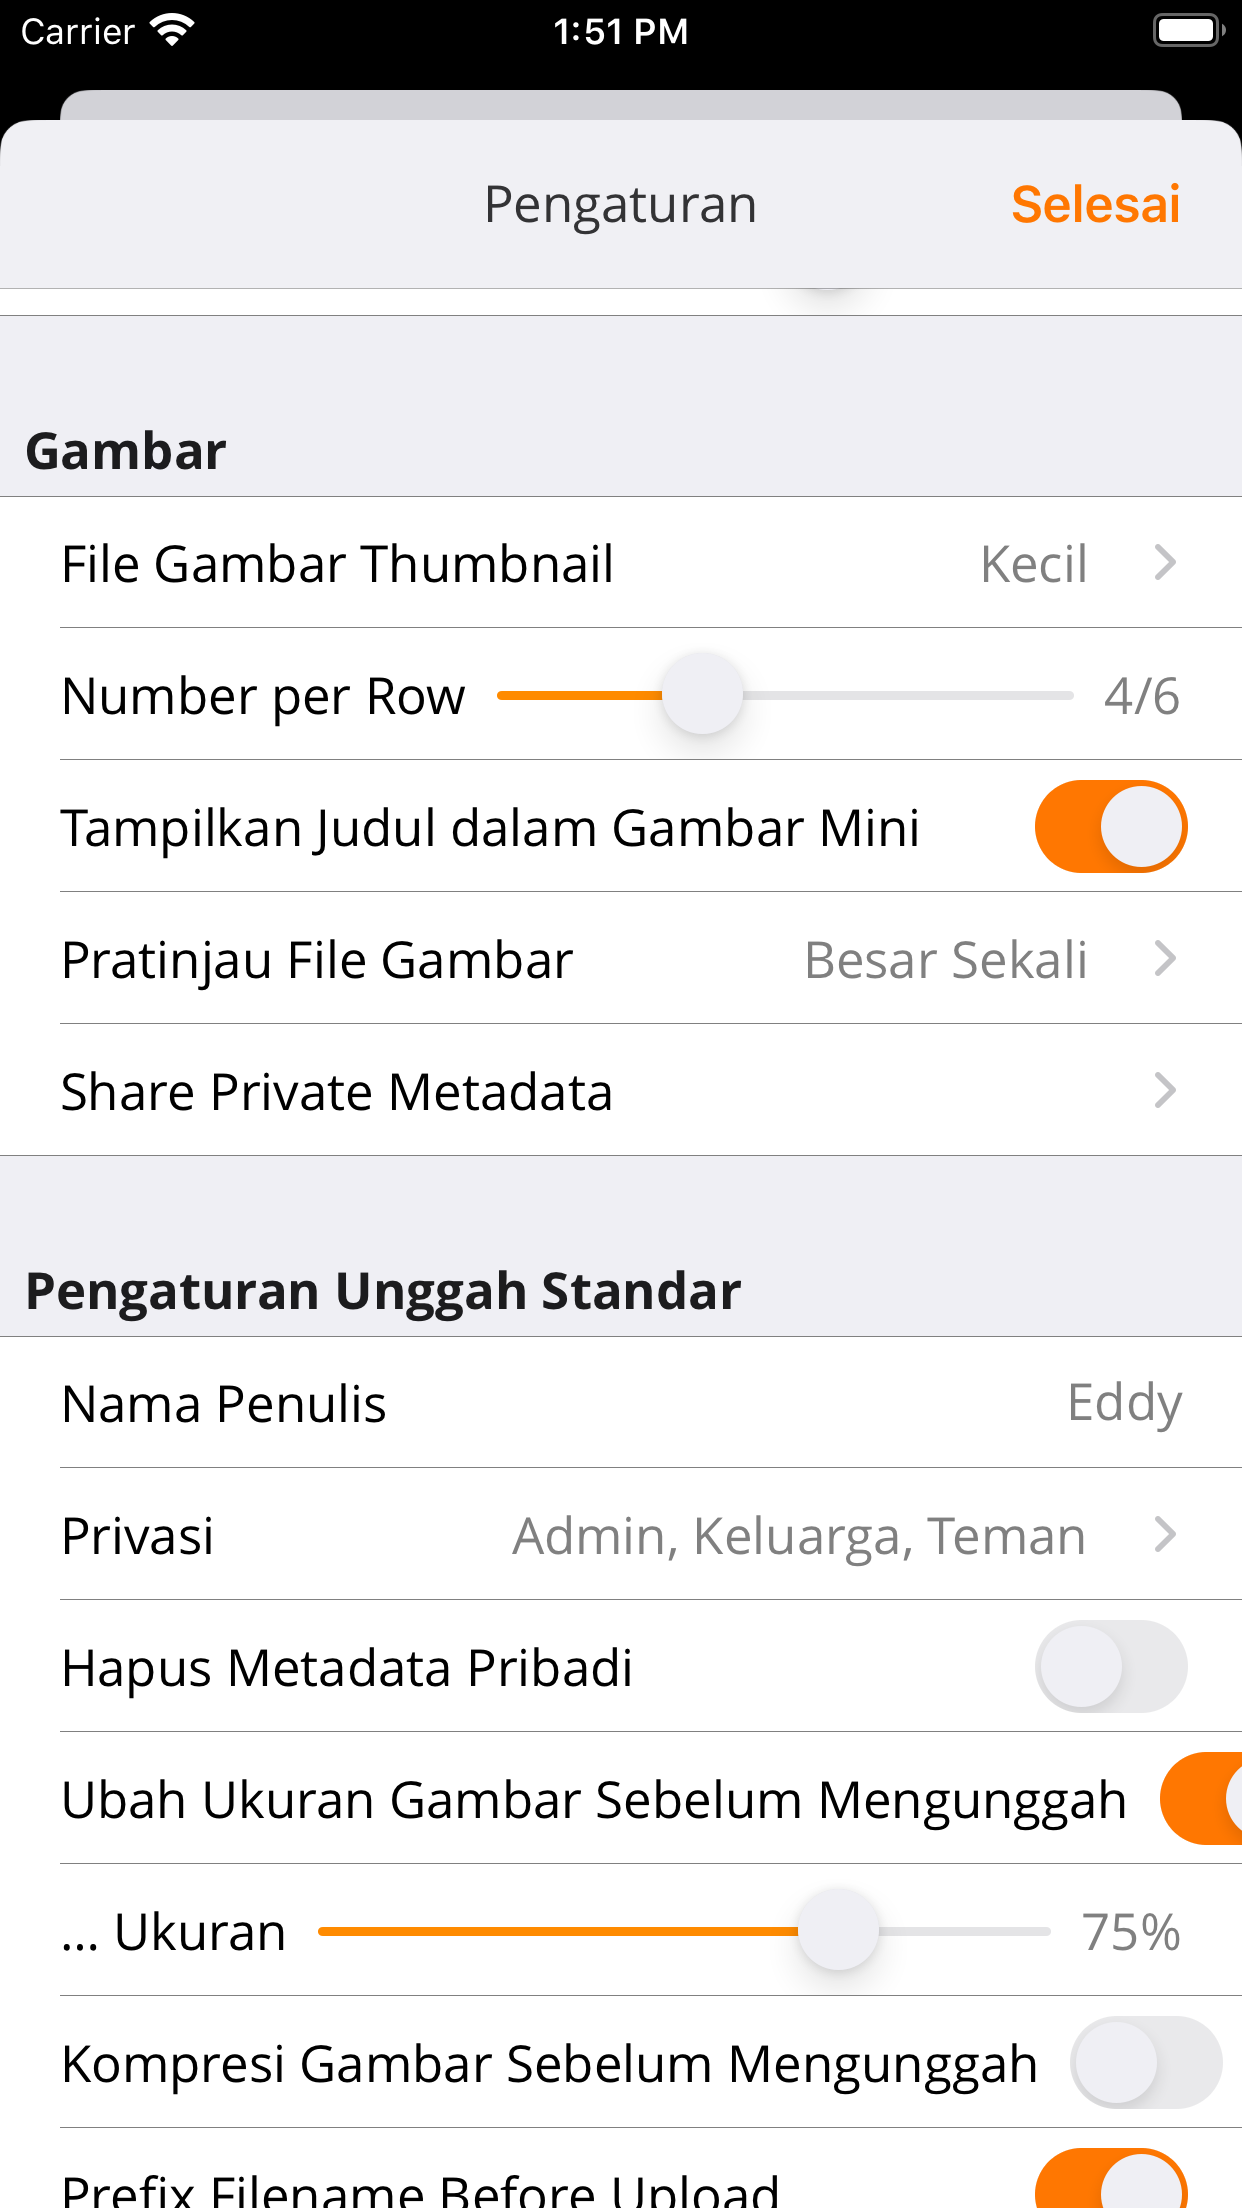 Carrier 1:51 PM
Pengaturan Selesai
Gambar
File Gambar Thumbnail Kecil
Number per Row 4/6
Tampilkan Judul dalam Gambar Mini
Pratinjau File Gambar Besar Sekali
Share Private Metadata
Pengaturan Unggah Standar
Nama Penulis Eddy
Privasi Admin, Keluarga, Teman
Hapus Metadata Pribadi
Ubah Ukuran Gambar Sebelum Mengunggah
... Ukuran 75%
Kompresi Gambar Sebelum Mengunggah
Prefix Filename Before Upload